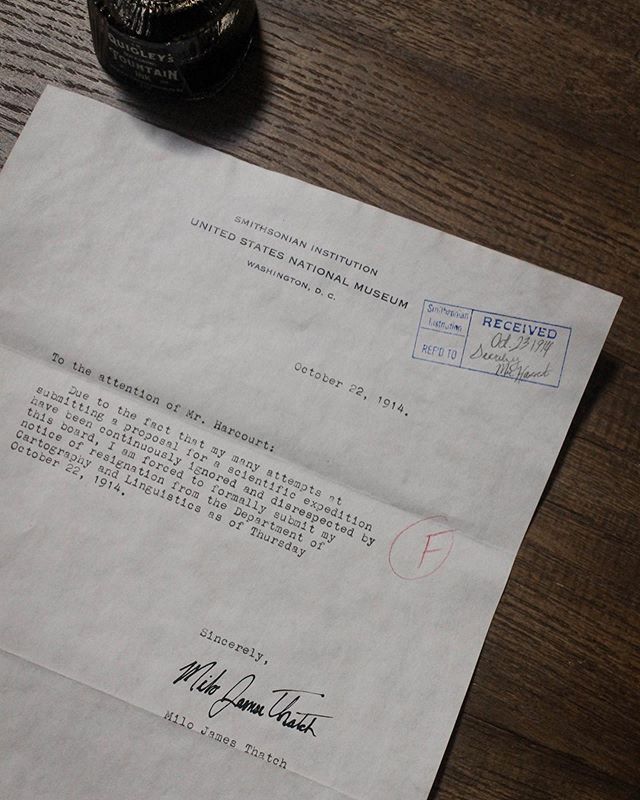 QUIGLEY'S
FOUNTAIN
INK
SMITHSONIAN INSTITUTION
UNITED STATES NATIONAL MUSEUM
WASHINGTON, D. C.
Smithsonian
Institution
REF'D TO
RECEIVED
Oct 23 1914
October 22, 1914.
To the attention of Mr. Harcourt:
Due to the fact that my many attempts at
submitting a proposal for a scientific expedition
have been continuously ignored and disrespected by
this board, I am forced to formally submit my
notice of resignation from the Department of
Cartography and Linguistics as of Thursday
October 22, 1914.
F
Sincerely,
Milo James Thatch
Milo James Thatch